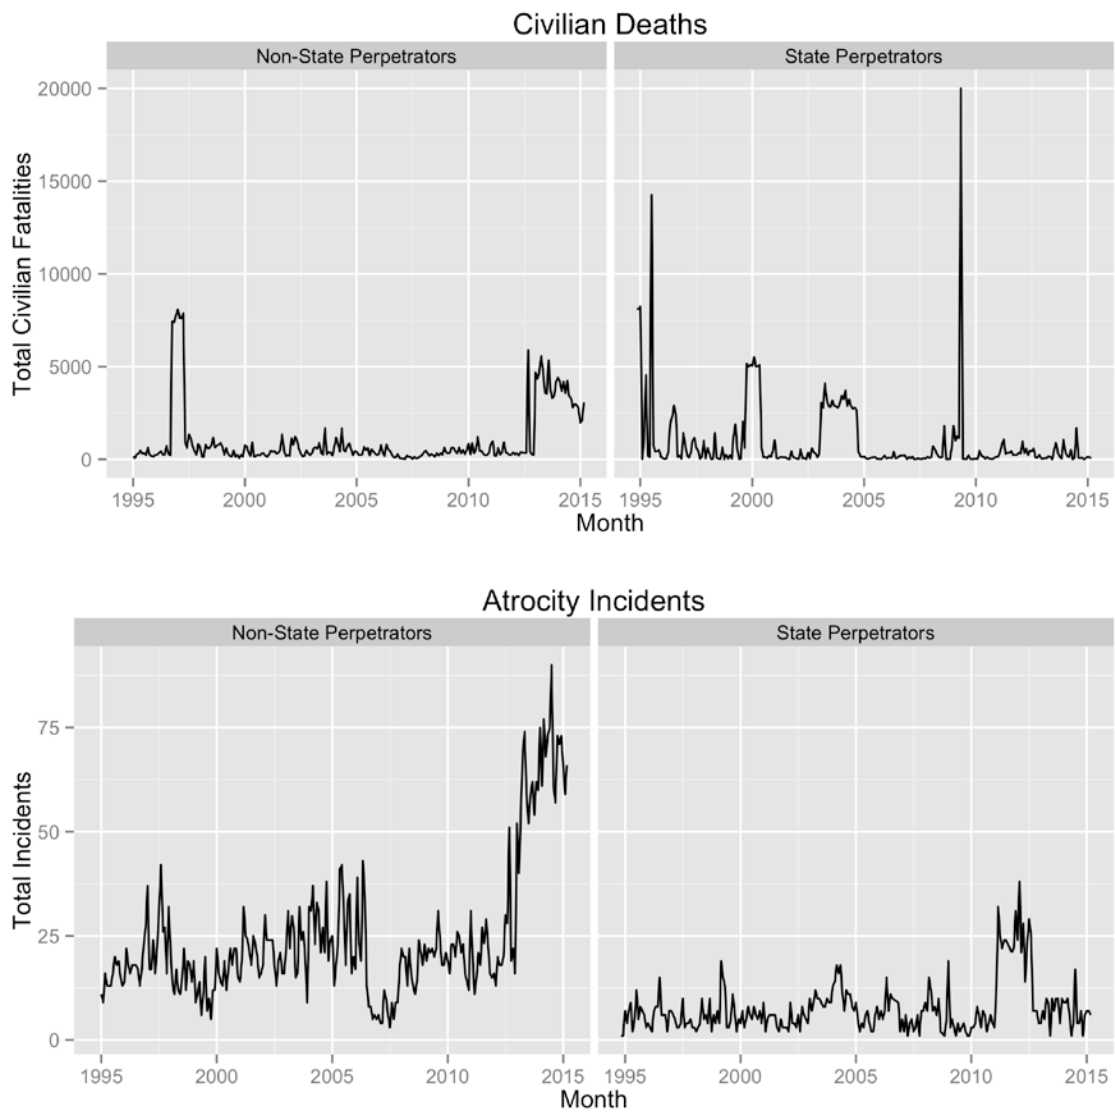 Civilian Deaths
Non-State Perpetrators
State Perpetrators
Total Civilian Fatalities
20000
15000
10000
5000
0
1995 2000 2005 2010 2015
1995 2000 2005 2010 2015
Month
Atrocity Incidents
Non-State Perpetrators
State Perpetrators
Total Incidents
75
50
25
0
1995 2000 2005 2010 2015
1995 2000 2005 2010 2015
Month